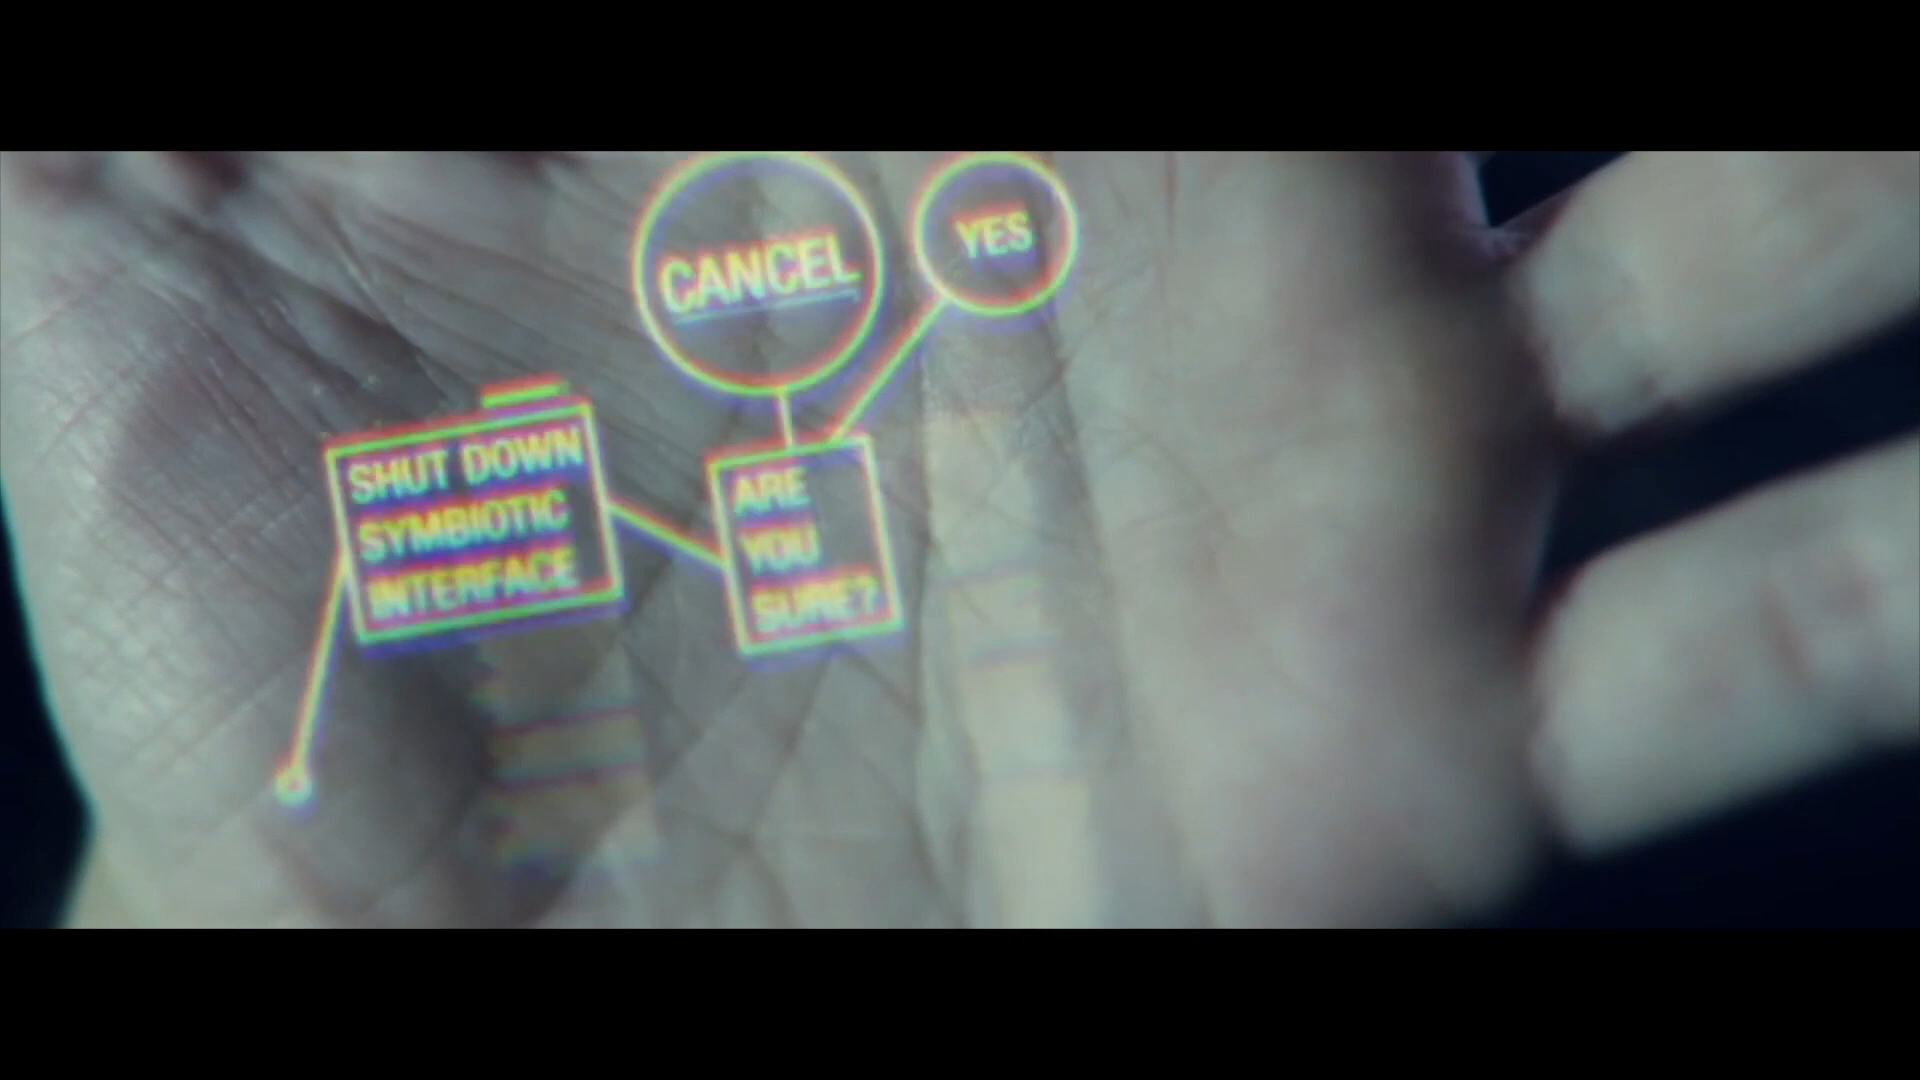 CANCEL
YES
SHUT DOWN
SYMBIOTIC
INTERFACE
ARE
YOU
SURE?